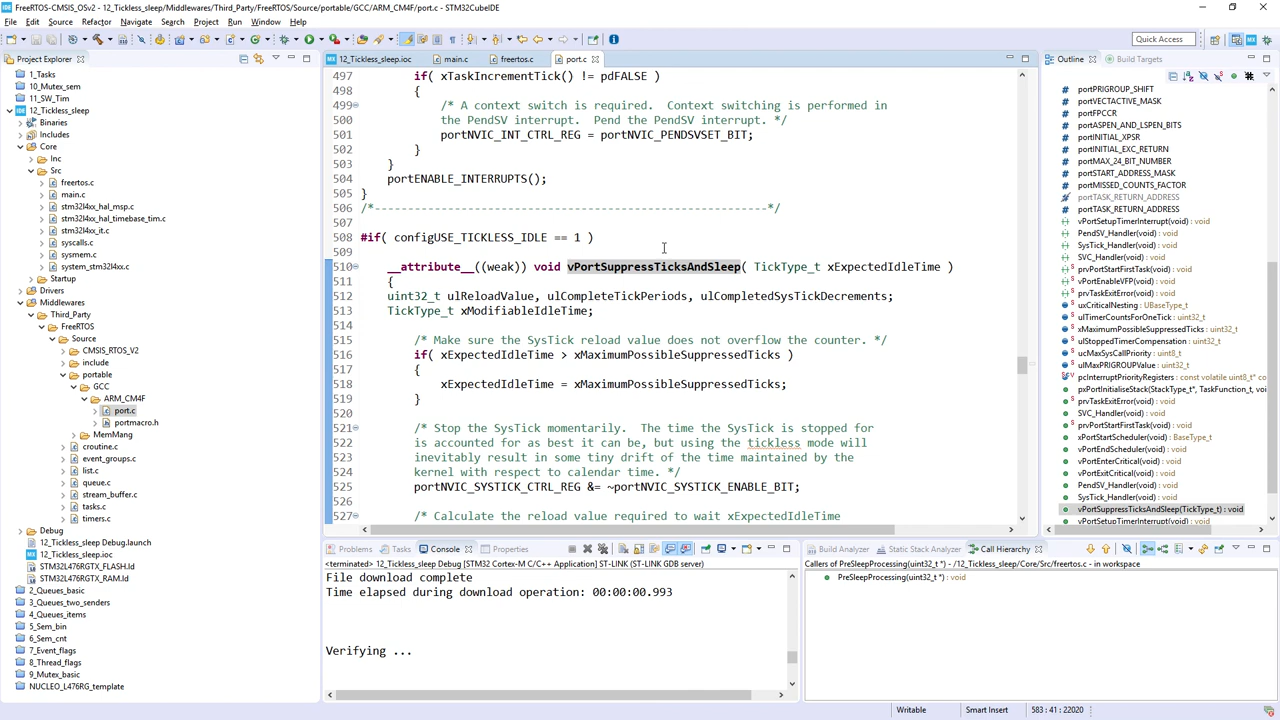 FreeRTOS-CMSIS_OSv2 - 12_Tickless_sleep/Middlewares/Third_Party/FreeRTOS/Source/portable/GCC/ARM_CM4F/port.c - STM32CubeIDE
File Edit Source Refactor Navigate Search Project Run Window Help
Quick Access
Project Explorer
1_Tasks
10_Mutex_sem
11_SW_Tim
12_Tickless_sleep
Binaries
Includes
Core
Inc
Src
freertos.c
main.c
stm32l4xx_hal_msp.c
stm32l4xx_hal_timebase_tim.c
stm32l4xx_it.c
syscalls.c
sysmem.c
system_stm32l4xx.c
Startup
Drivers
Middlewares
Third_Party
FreeRTOS
Source
CMSIS_RTOS_V2
include
portable
GCC
ARM_CM4F
port.c
portmacro.h
MemMang
croutine.c
event_groups.c
list.c
queue.c
stream_buffer.c
tasks.c
timers.c
Debug
12_Tickless_sleep Debug.launch
12_Tickless_sleep.ioc
STM32L476RGTX_FLASH.ld
STM32L476RGTX_RAM.ld
2_Queues_basic
3_Queues_two_senders
4_Queues_items
5_Sem_bin
6_Sem_cnt
7_Event_flags
8_Thread_flags
9_Mutex_basic
NUCLEO_L476RG_template
12_Tickless_sleep.ioc main.c freertos.c port.c
497 if( xTaskIncrementTick() != pdFALSE )
498 {
499 /* A context switch is required. Context switching is performed in
500 the PendSV interrupt. Pend the PendSV interrupt. */
501 portNVIC_INT_CTRL_REG = portNVIC_PENDSVSET_BIT;
502 }
503 }
504 portENABLE_INTERRUPTS();
505 }
506 /*-----------------------------------------------------------*/
507
508 #if( configUSE_TICKLESS_IDLE == 1 )
509
510 __attribute__((weak)) void vPortSuppressTicksAndSleep( TickType_t xExpectedIdleTime )
511 {
512 uint32_t ulReloadValue, ulCompleteTickPeriods, ulCompletedSysTickDecrements;
513 TickType_t xModifiableIdleTime;
514
515 /* Make sure the SysTick reload value does not overflow the counter. */
516 if( xExpectedIdleTime > xMaximumPossibleSuppressedTicks )
517 {
518 xExpectedIdleTime = xMaximumPossibleSuppressedTicks;
519 }
520
521 /* Stop the SysTick momentarily. The time the SysTick is stopped for
522 is accounted for as best it can be, but using the tickless mode will
523 inevitably result in some tiny drift of the time maintained by the
524 kernel with respect to calendar time. */
525 portNVIC_SYSTICK_CTRL_REG &= ~portNVIC_SYSTICK_ENABLE_BIT;
526
527 /* Calculate the reload value required to wait xExpectedIdleTime
Outline Build Targets
portPRIGROUP_SHIFT
portVECTACTIVE_MASK
portFPCCR
portASPEN_AND_LSPEN_BITS
portINITIAL_XPSR
portINITIAL_EXC_RETURN
portMAX_24_BIT_NUMBER
portSTART_ADDRESS_MASK
portMISSED_COUNTS_FACTOR
portTASK_RETURN_ADDRESS
portTASK_RETURN_ADDRESS
vPortSetupTimerInterrupt(void) : void
PendSV_Handler(void) : void
SysTick_Handler(void) : void
SVC_Handler(void) : void
prvPortStartFirstTask(void) : void
vPortEnableVFP(void) : void
prvTaskExitError(void) : void
uxCriticalNesting : UBaseType_t
ulTimerCountsForOneTick : uint32_t
xMaximumPossibleSuppressedTicks : uint32_t
ulStoppedTimerCompensation : uint32_t
ucMaxSysCallPriority : uint8_t
ulMaxPRIGROUPValue : uint32_t
pcInterruptPriorityRegisters : const volatile uint8_t* c
pxPortInitialiseStack(StackType_t*, TaskFunction_t, vo
prvTaskExitError(void) : void
SVC_Handler(void) : void
prvPortStartFirstTask(void) : void
xPortStartScheduler(void) : BaseType_t
vPortEndScheduler(void) : void
vPortEnterCritical(void) : void
vPortExitCritical(void) : void
PendSV_Handler(void) : void
SysTick_Handler(void) : void
vPortSuppressTicksAndSleep(TickType_t) : void
vPortSetupTimerInterrupt(void) : void
Problems Tasks Console Properties
<terminated> 12_Tickless_sleep Debug [STM32 Cortex-M C/C++ Application] ST-LINK (ST-LINK GDB server)
File download complete
Time elapsed during download operation: 00:00:00.993
Verifying ...
Build Analyzer Static Stack Analyzer Call Hierarchy
Callers of PreSleepProcessing(uint32_t *) - /12_Tickless_sleep/Core/Src/freertos.c - in workspace
PreSleepProcessing(uint32_t *) : void
Writable Smart Insert 583 : 41 : 22020